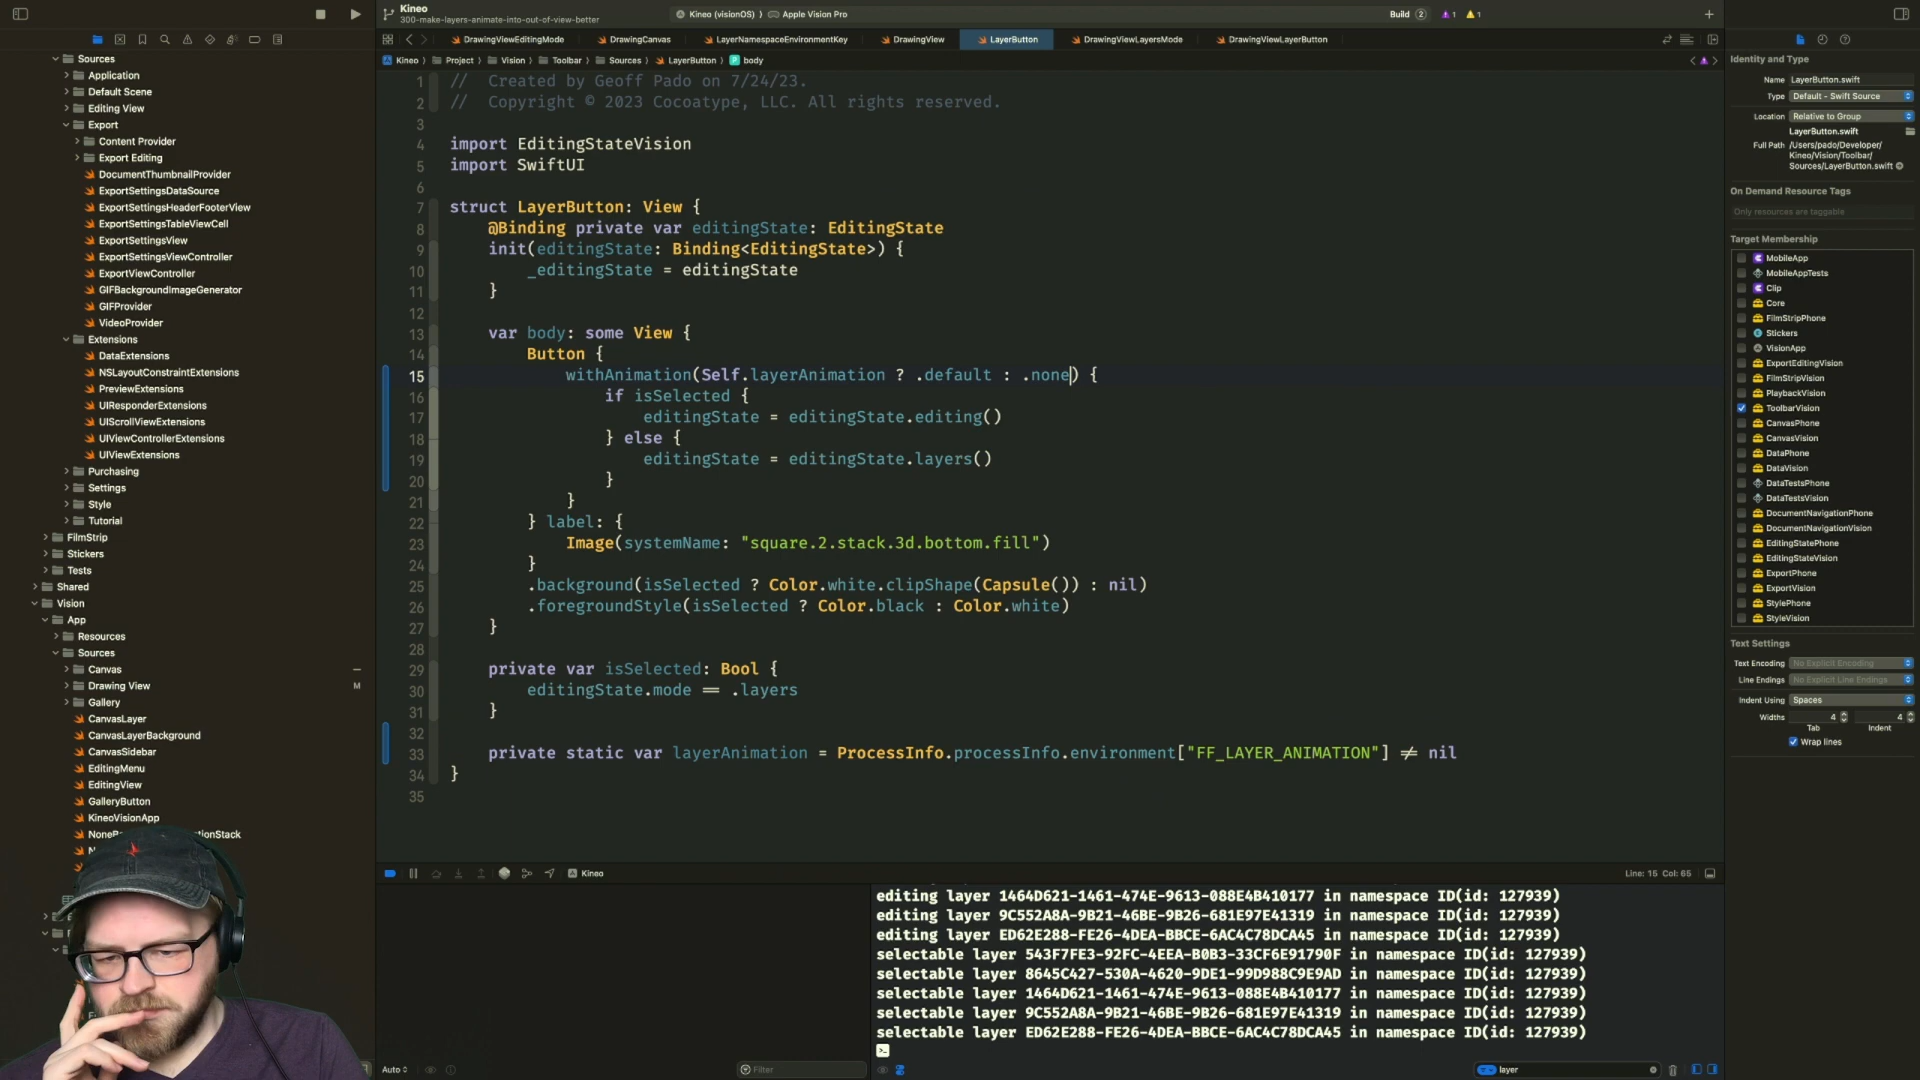 Kineo
300-make-layers-animate-into-out-of-view-better
Kineo (visionOS) 〉 Apple Vision Pro
Build 2
1
1
DrawingViewEditingMode
DrawingCanvas
LayerNamespaceEnvironmentKey
DrawingView
LayerButton
DrawingViewLayersMode
DrawingViewLayerButton
Kineo 〉 Project 〉 Vision 〉 Toolbar 〉 Sources 〉 LayerButton 〉 body
Sources
Application
Default Scene
Editing View
Export
Content Provider
Export Editing
DocumentThumbnailProvider
ExportSettingsDataSource
ExportSettingsHeaderFooterView
ExportSettingsTableViewCell
ExportSettingsView
ExportSettingsViewController
ExportViewController
GIFBackgroundImageGenerator
GIFProvider
VideoProvider
Extensions
DataExtensions
NSLayoutConstraintExtensions
PreviewExtensions
UIResponderExtensions
UIScrollViewExtensions
UIViewControllerExtensions
UIViewExtensions
Purchasing
Settings
Style
Tutorial
FilmStrip
Stickers
Tests
Shared
Vision
App
Resources
Sources
Canvas
Drawing View M
Gallery
CanvasLayer
CanvasLayerBackground
CanvasSidebar
EditingMenu
EditingView
GalleryButton
KineoVisionApp
1 // Created by Geoff Pado on 7/24/23.
2 // Copyright © 2023 Cocoatype, LLC. All rights reserved.
3
4 import EditingStateVision
5 import SwiftUI
6
7 struct LayerButton: View {
8 @Binding private var editingState: EditingState
9 init(editingState: Binding<EditingState>) {
10 _editingState = editingState
11 }
12
13 var body: some View {
14 Button {
15 withAnimation(Self.layerAnimation ? .default : .none) {
16 if isSelected {
17 editingState = editingState.editing()
18 } else {
19 editingState = editingState.layers()
20 }
21 }
22 } label: {
23 Image(systemName: "square.2.stack.3d.bottom.fill")
24 }
25 .background(isSelected ? Color.white.clipShape(Capsule()) : nil)
26 .foregroundStyle(isSelected ? Color.black : Color.white)
27 }
28
29 private var isSelected: Bool {
30 editingState.mode == .layers
31 }
32
33 private static var layerAnimation = ProcessInfo.processInfo.environment["FF_LAYER_ANIMATION"] ≠ nil
34 }
35
Kineo
Line: 15 Col: 65
editing layer 1464D621-1461-474E-9613-088E4B410177 in namespace ID(id: 127939)
editing layer 9C552A8A-9B21-46BE-9B26-681E97E41319 in namespace ID(id: 127939)
editing layer ED62E288-FE26-4DEA-BBCE-6AC4C78DCA45 in namespace ID(id: 127939)
selectable layer 543F7FE3-92FC-4EEA-B0B3-33CF6E91790F in namespace ID(id: 127939)
selectable layer 8645C427-530A-4620-9DE1-99D988C9E9AD in namespace ID(id: 127939)
selectable layer 1464D621-1461-474E-9613-088E4B410177 in namespace ID(id: 127939)
selectable layer 9C552A8A-9B21-46BE-9B26-681E97E41319 in namespace ID(id: 127939)
selectable layer ED62E288-FE26-4DEA-BBCE-6AC4C78DCA45 in namespace ID(id: 127939)
Auto
Filter
layer
Identity and Type
Name LayerButton.swift
Type Default - Swift Source
Location Relative to Group
LayerButton.swift
Full Path /Users/pado/Developer/
Kineo/Vision/Toolbar/
Sources/LayerButton.swift
On Demand Resource Tags
Only resources are taggable
Target Membership
MobileApp
MobileAppTests
Clip
Core
FilmStripPhone
Stickers
VisionApp
ExportEditingVision
FilmStripVision
PlaybackVision
ToolbarVision
CanvasPhone
CanvasVision
DataPhone
DataVision
DataTestsPhone
DataTestsVision
DocumentNavigationPhone
DocumentNavigationVision
EditingStatePhone
EditingStateVision
ExportPhone
ExportVision
StylePhone
StyleVision
Text Settings
Text Encoding No Explicit Encoding
Line Endings No Explicit Line Endings
Indent Using Spaces
Widths 4 4
Tab Indent
Wrap lines